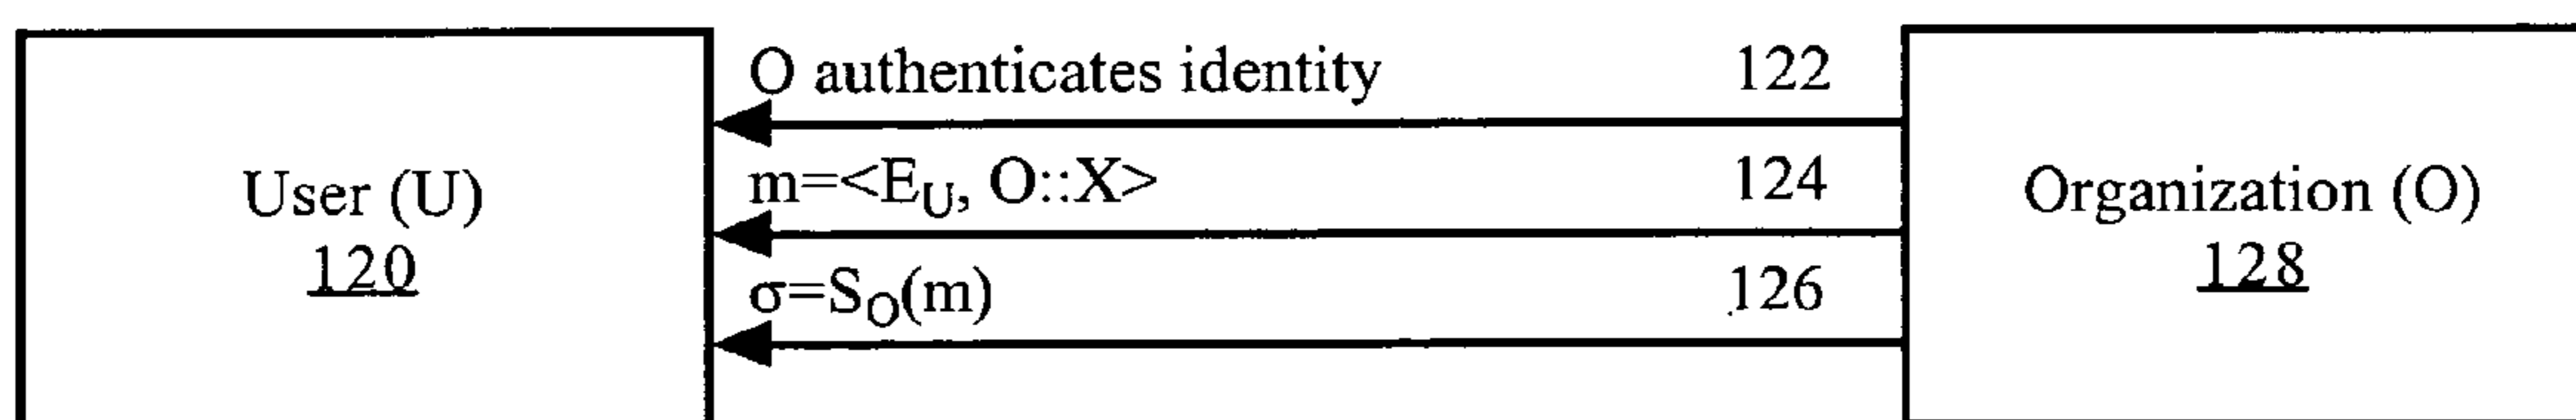 O authenticates identity 122
m=<E_U, O::X> 124
User (U) Organization (O)
120 128
σ=S_O(m) 126